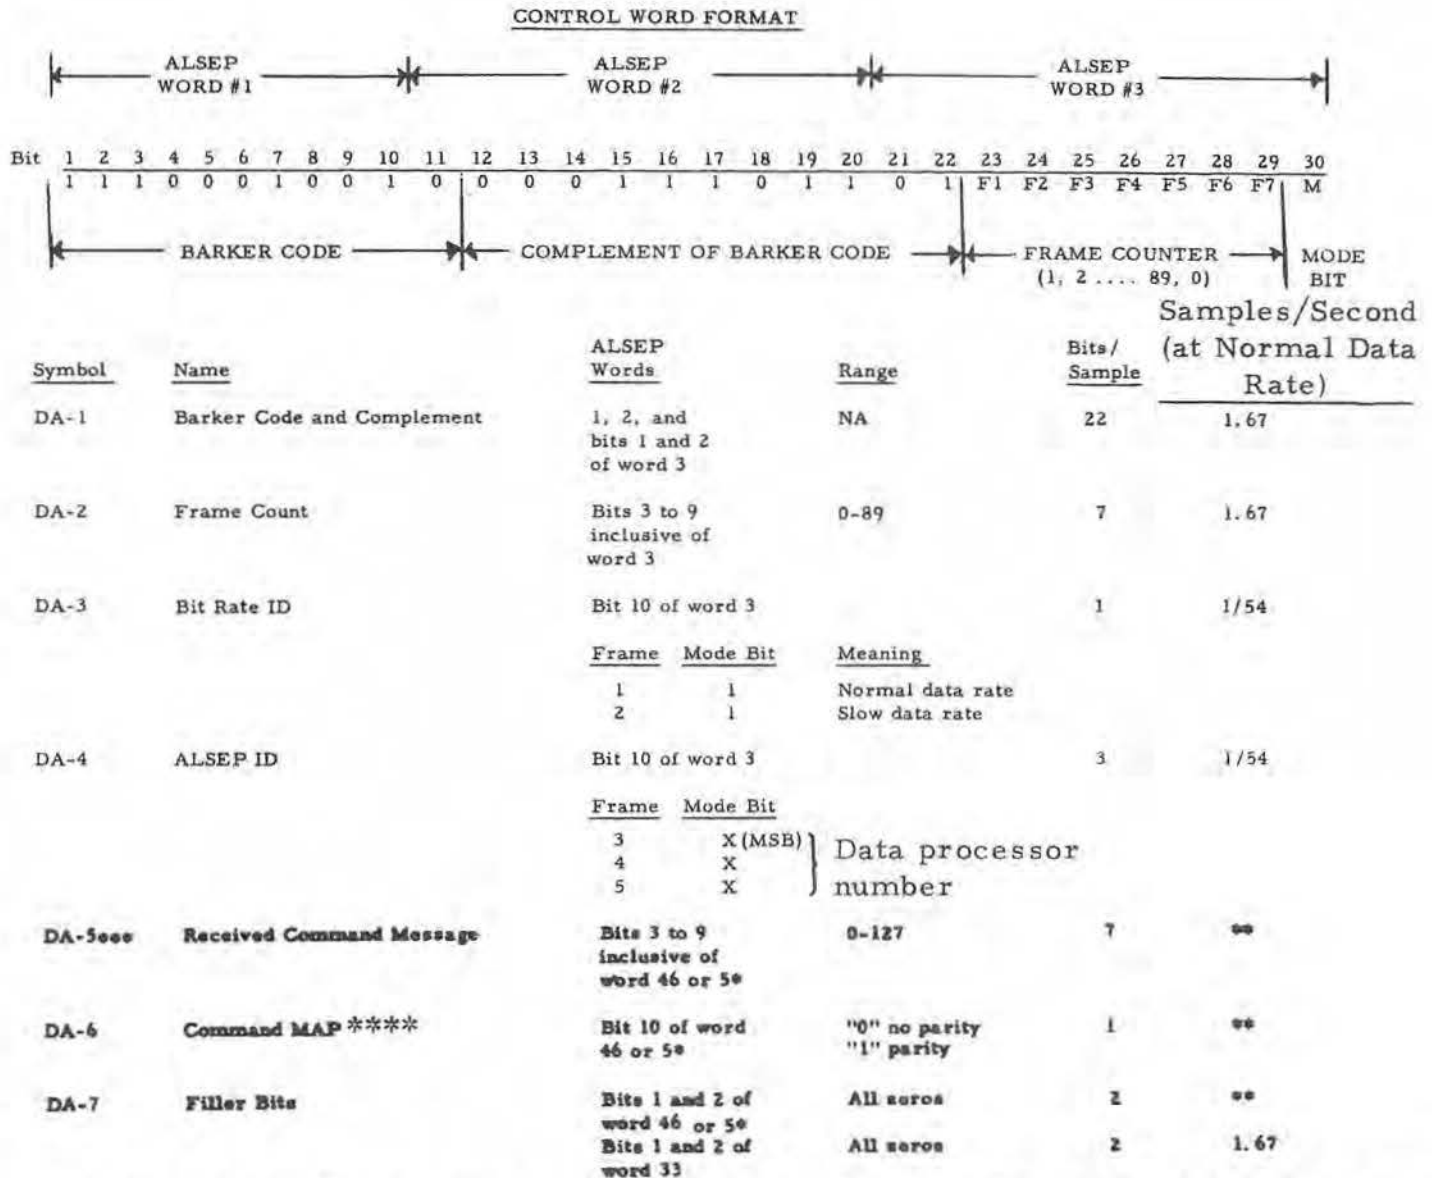 CONTROL WORD FORMAT
ALSEP WORD #1 ALSEP WORD #2 ALSEP WORD #3
Bit 1 2 3 4 5 6 7 8 9 10 11 12 13 14 15 16 17 18 19 20 21 22 23 24 25 26 27 28 29 30
1 1 1 0 0 0 1 0 0 1 0 0 0 0 1 1 1 0 1 1 0 1 F1 F2 F3 F4 F5 F6 F7 M
BARKER CODE COMPLEMENT OF BARKER CODE FRAME COUNTER MODE
(1, 2 .... 89, 0) BIT
Samples/Second
(at Normal Data
Rate)
Symbol Name ALSEP Words Range Bits/ Sample
DA-1 Barker Code and Complement 1, 2, and NA 22 1.67
bits 1 and 2
of word 3
DA-2 Frame Count Bits 3 to 9 0-89 7 1.67
inclusive of
word 3
DA-3 Bit Rate ID Bit 10 of word 3 1 1/54
Frame Mode Bit Meaning
1 1 Normal data rate
2 1 Slow data rate
DA-4 ALSEP ID Bit 10 of word 3 3 1/54
Frame Mode Bit
3 X (MSB) Data processor
4 X number
5 X
DA-5*** Received Command Message Bits 3 to 9 0-127 7 **
inclusive of
word 46 or 5*
DA-6 Command MAP **** Bit 10 of word "0" no parity 1 **
46 or 5* "1" parity
DA-7 Filler Bits Bits 1 and 2 of All zeros 2 **
word 46 or 5*
Bits 1 and 2 of All zeros 2 1.67
word 33